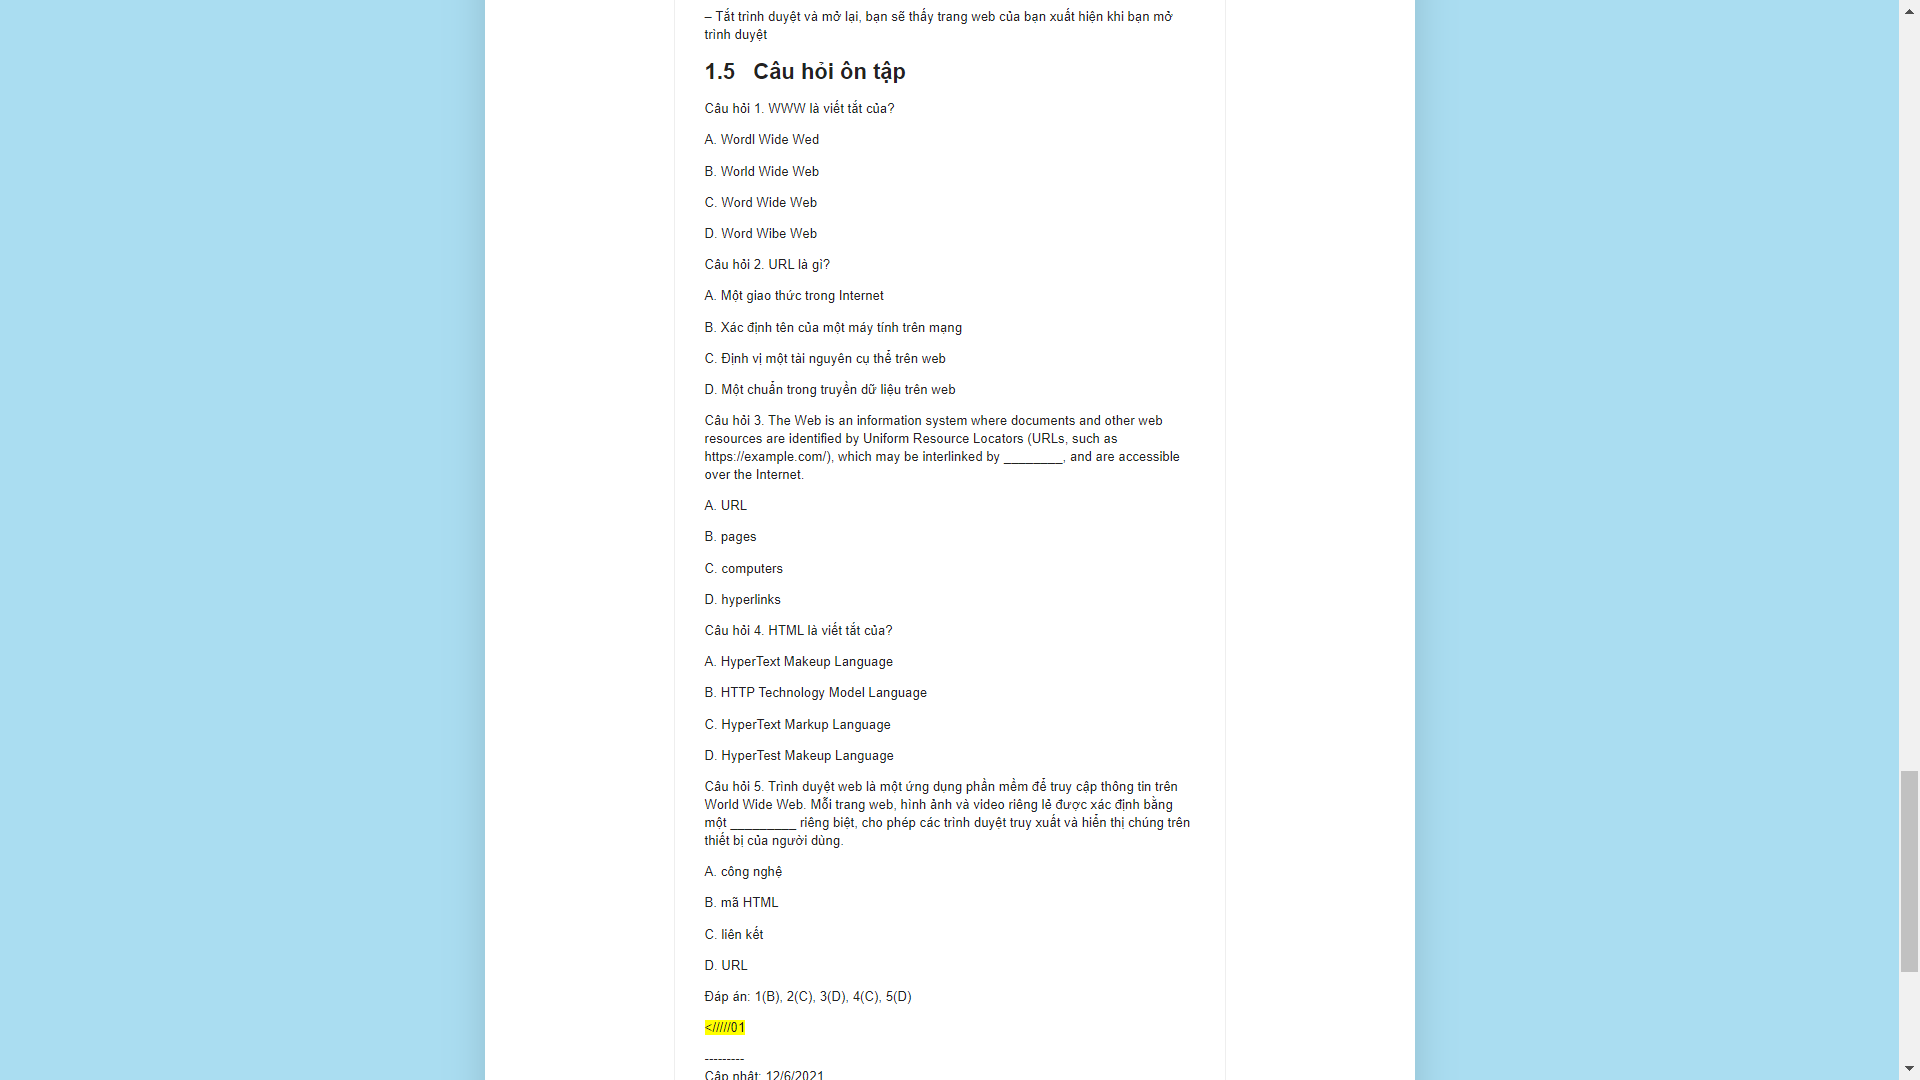 – Tắt trình duyệt và mở lại, bạn sẽ thấy trang web của bạn xuất hiện khi bạn mở
trình duyệt
1.5 Câu hỏi ôn tập
Câu hỏi 1. WWW là viết tắt của?
A. Wordl Wide Wed
B. World Wide Web
C. Word Wide Web
D. Word Wibe Web
Câu hỏi 2. URL là gì?
A. Một giao thức trong Internet
B. Xác định tên của một máy tính trên mạng
C. Định vị một tài nguyên cụ thể trên web
D. Một chuẩn trong truyền dữ liệu trên web
Câu hỏi 3. The Web is an information system where documents and other web
resources are identified by Uniform Resource Locators (URLs, such as
https://example.com/), which may be interlinked by ________, and are accessible
over the Internet.
A. URL
B. pages
C. computers
D. hyperlinks
Câu hỏi 4. HTML là viết tắt của?
A. HyperText Makeup Language
B. HTTP Technology Model Language
C. HyperText Markup Language
D. HyperTest Makeup Language
Câu hỏi 5. Trình duyệt web là một ứng dụng phần mềm để truy cập thông tin trên
World Wide Web. Mỗi trang web, hình ảnh và video riêng lẻ được xác định bằng
một _________ riêng biệt, cho phép các trình duyệt truy xuất và hiển thị chúng trên
thiết bị của người dùng.
A. công nghệ
B. mã HTML
C. liên kết
D. URL
Đáp án: 1(B), 2(C), 3(D), 4(C), 5(D)
</////01
---------
Cập nhật: 12/6/2021